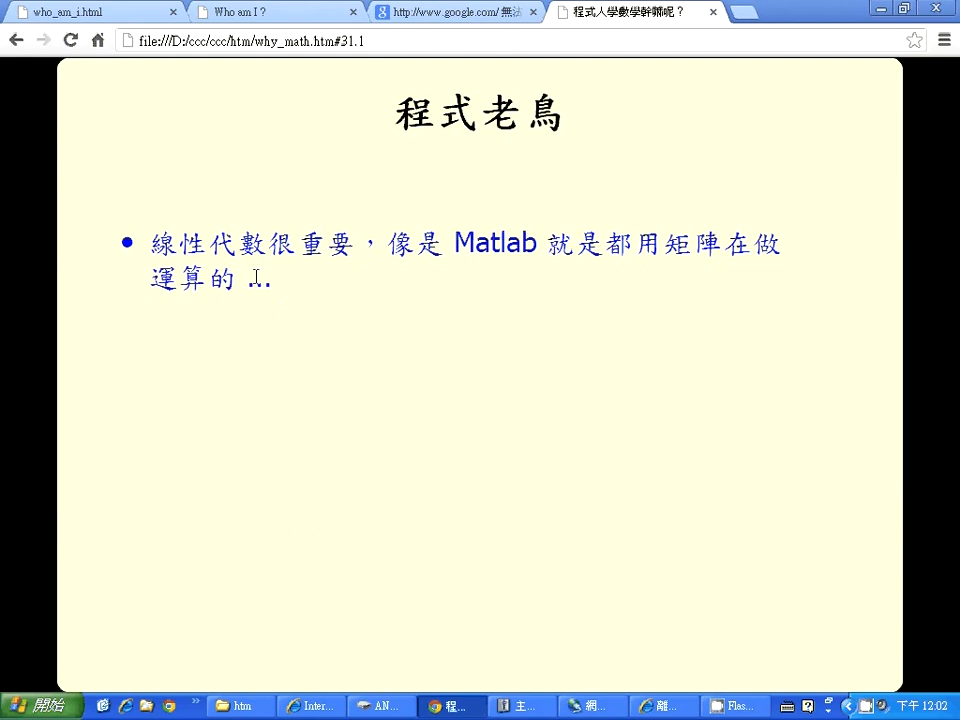 who_am_i.html
Who am I ?
http://www.google.com/ 無法
程式人學數學幹嘛呢？
file:///D:/ccc/ccc/htm/why_math.htm#31.1
程式老鳥
• 線性代數很重要，像是 Matlab 就是都用矩陣在做
運算的 ...
開始
htm
Inter...
AN...
程...
主...
網...
離...
Flas...
下午 12:02